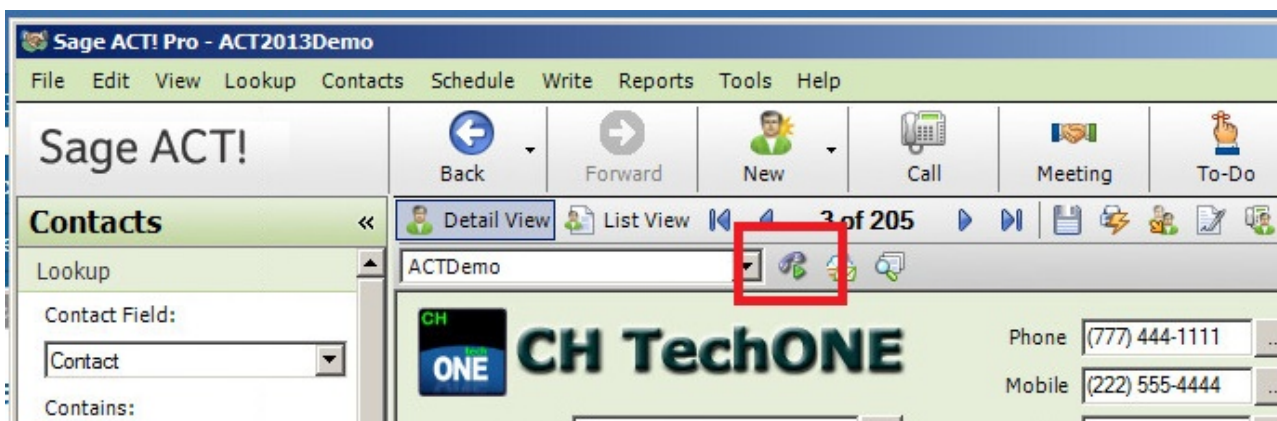 Sage ACT! Pro - ACT2013Demo
File Edit View Lookup Contacts Schedule Write Reports Tools Help
Sage ACT!
Back Forward New Call Meeting To-Do
Contacts « Detail View List View 3 of 205
Lookup ACTDemo
Contact Field:
CH
tech
ONE
CH TechONE
Phone (777) 444-1111 ...
Contact
Mobile (222) 555-4444 ...
Contains: